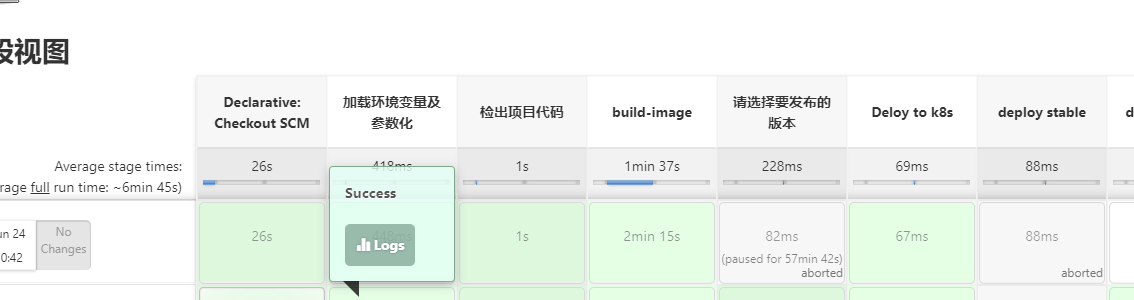 段视图
Declarative:
Checkout SCM
加载环境变量及
参数化
检出项目代码
build-image
请选择要发布的
版本
Deloy to k8s
deploy stable
d
Average stage times:
rage full run time: ~6min 45s)
26s
418ms
1s
1min 37s
228ms
69ms
88ms
un 24
0:42
No
Changes
26s
Success
Logs
1s
2min 15s
82ms
(paused for 57min 42s)
aborted
67ms
88ms
aborted